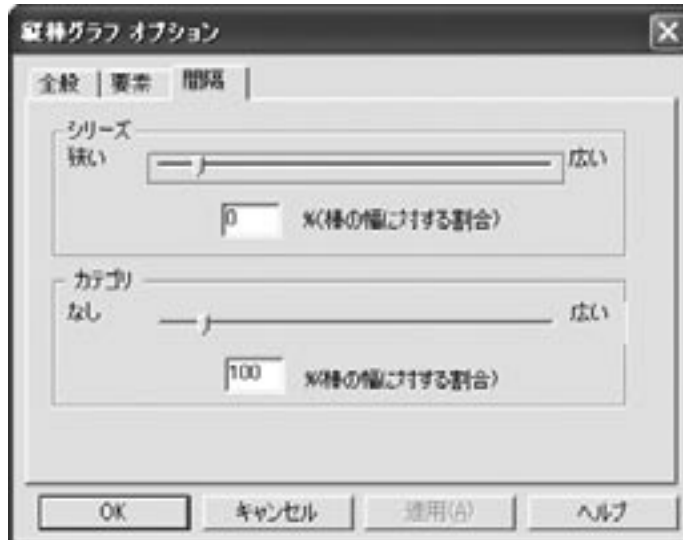 縦棒グラフ オプション
全般 要素 間隔
シリーズ
狭い 広い
0 %(棒の幅に対する割合)
カテゴリ
なし 広い
100 %(棒の幅に対する割合)
OK キャンセル 適用(A) ヘルプ